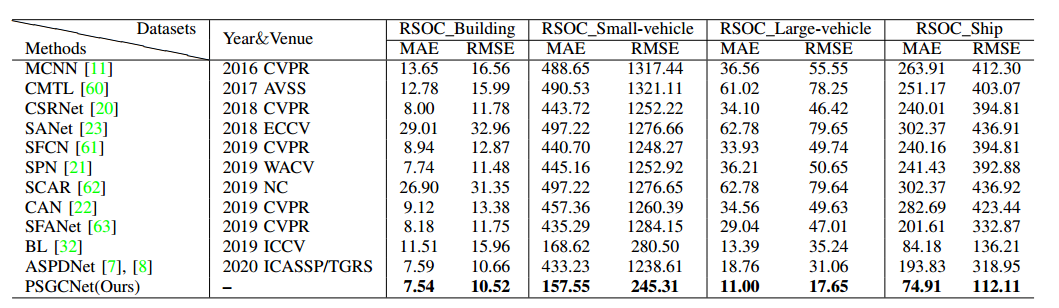 Datasets Year&Venue RSOC_Building RSOC_Small-vehicle RSOC_Large-vehicle RSOC_Ship
Methods MAE RMSE MAE RMSE MAE RMSE MAE RMSE
MCNN [11] 2016 CVPR 13.65 16.56 488.65 1317.44 36.56 55.55 263.91 412.30
CMTL [60] 2017 AVSS 12.78 15.99 490.53 1321.11 61.02 78.25 251.17 403.07
CSRNet [20] 2018 CVPR 8.00 11.78 443.72 1252.22 34.10 46.42 240.01 394.81
SANet [23] 2018 ECCV 29.01 32.96 497.22 1276.66 62.78 79.65 302.37 436.91
SFCN [61] 2019 CVPR 8.94 12.87 440.70 1248.27 33.93 49.74 240.16 394.81
SPN [21] 2019 WACV 7.74 11.48 445.16 1252.92 36.21 50.65 241.43 392.88
SCAR [62] 2019 NC 26.90 31.35 497.22 1276.65 62.78 79.64 302.37 436.92
CAN [22] 2019 CVPR 9.12 13.38 457.36 1260.39 34.56 49.63 282.69 423.44
SFANet [63] 2019 CVPR 8.18 11.75 435.29 1284.15 29.04 47.01 201.61 332.87
BL [32] 2019 ICCV 11.51 15.96 168.62 280.50 13.39 35.24 84.18 136.21
ASPDNet [7], [8] 2020 ICASSP/TGRS 7.59 10.66 433.23 1238.61 18.76 31.06 193.83 318.95
PSGCNet(Ours) – 7.54 10.52 157.55 245.31 11.00 17.65 74.91 112.11